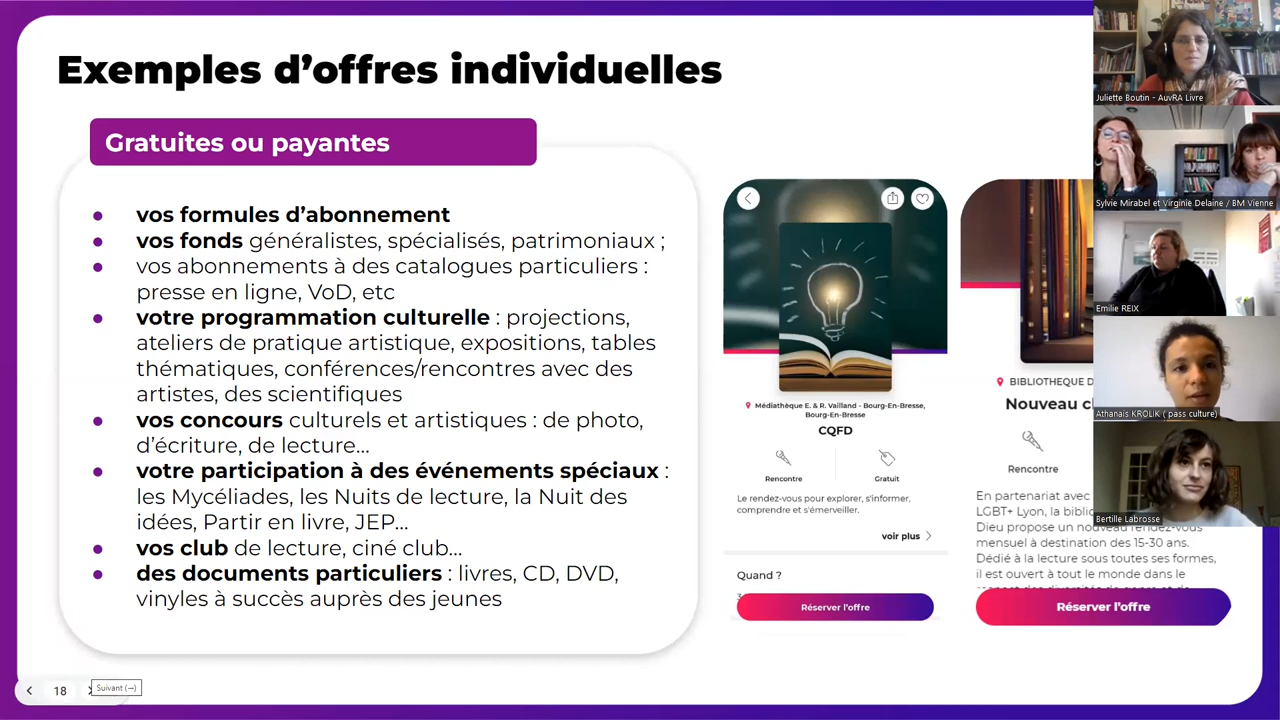 Exemples d’offres individuelles
Gratuites ou payantes
● vos formules d’abonnement
● vos fonds généralistes, spécialisés, patrimoniaux ;
● vos abonnements à des catalogues particuliers :
presse en ligne, VoD, etc
● votre programmation culturelle : projections,
ateliers de pratique artistique, expositions, tables
thématiques, conférences/rencontres avec des
artistes, des scientifiques
● vos concours culturels et artistiques : de photo,
d’écriture, de lecture…
● votre participation à des événements spéciaux :
les Mycéliades, les Nuits de lecture, la Nuit des
idées, Partir en livre, JEP…
● vos club de lecture, ciné club…
● des documents particuliers : livres, CD, DVD,
vinyles à succès auprès des jeunes
Médiathèque E. & R. Vailland - Bourg-En-Bresse,
Bourg-En-Bresse
CQFD
Rencontre
Gratuit
Le rendez-vous pour explorer, s'informer,
comprendre et s'émerveiller.
voir plus
Quand ?
Réserver l’offre
BIBLIOTHEQUE D
Nouveau cl
Rencontre
En partenariat avec
LGBT+ Lyon, la biblio
Dieu propose un nouveau rendez-vous
mensuel à destination des 15-30 ans.
Dédié à la lecture sous toutes ses formes,
il est ouvert à tout le monde dans le
Réserver l’offre
Juliette Boutin - AuvRA Livre
Sylvie Mirabel et Virginie Delaine / BM Vienne
Emilie REIX
Athanais KROLIK ( pass culture)
Bertille Labrosse
18
Suivant (→)